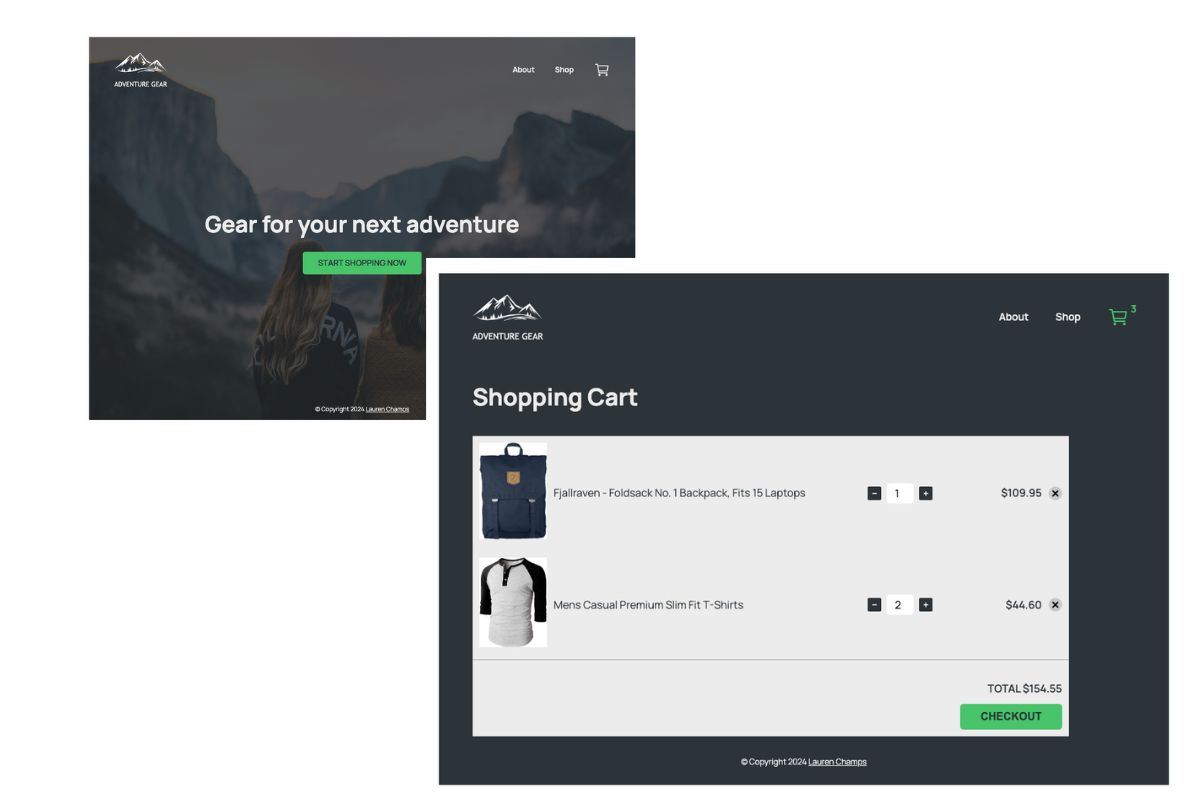 ADVENTURE GEAR
About Shop
Gear for your next adventure
START SHOPPING NOW
© Copyright 2024 Lauren Champs
ADVENTURE GEAR
About Shop 3
Shopping Cart
Fjallraven - Foldsack No. 1 Backpack, Fits 15 Laptops - 1 + $109.95 ×
Mens Casual Premium Slim Fit T-Shirts - 2 + $44.60 ×
TOTAL $154.55
CHECKOUT
© Copyright 2024 Lauren Champs